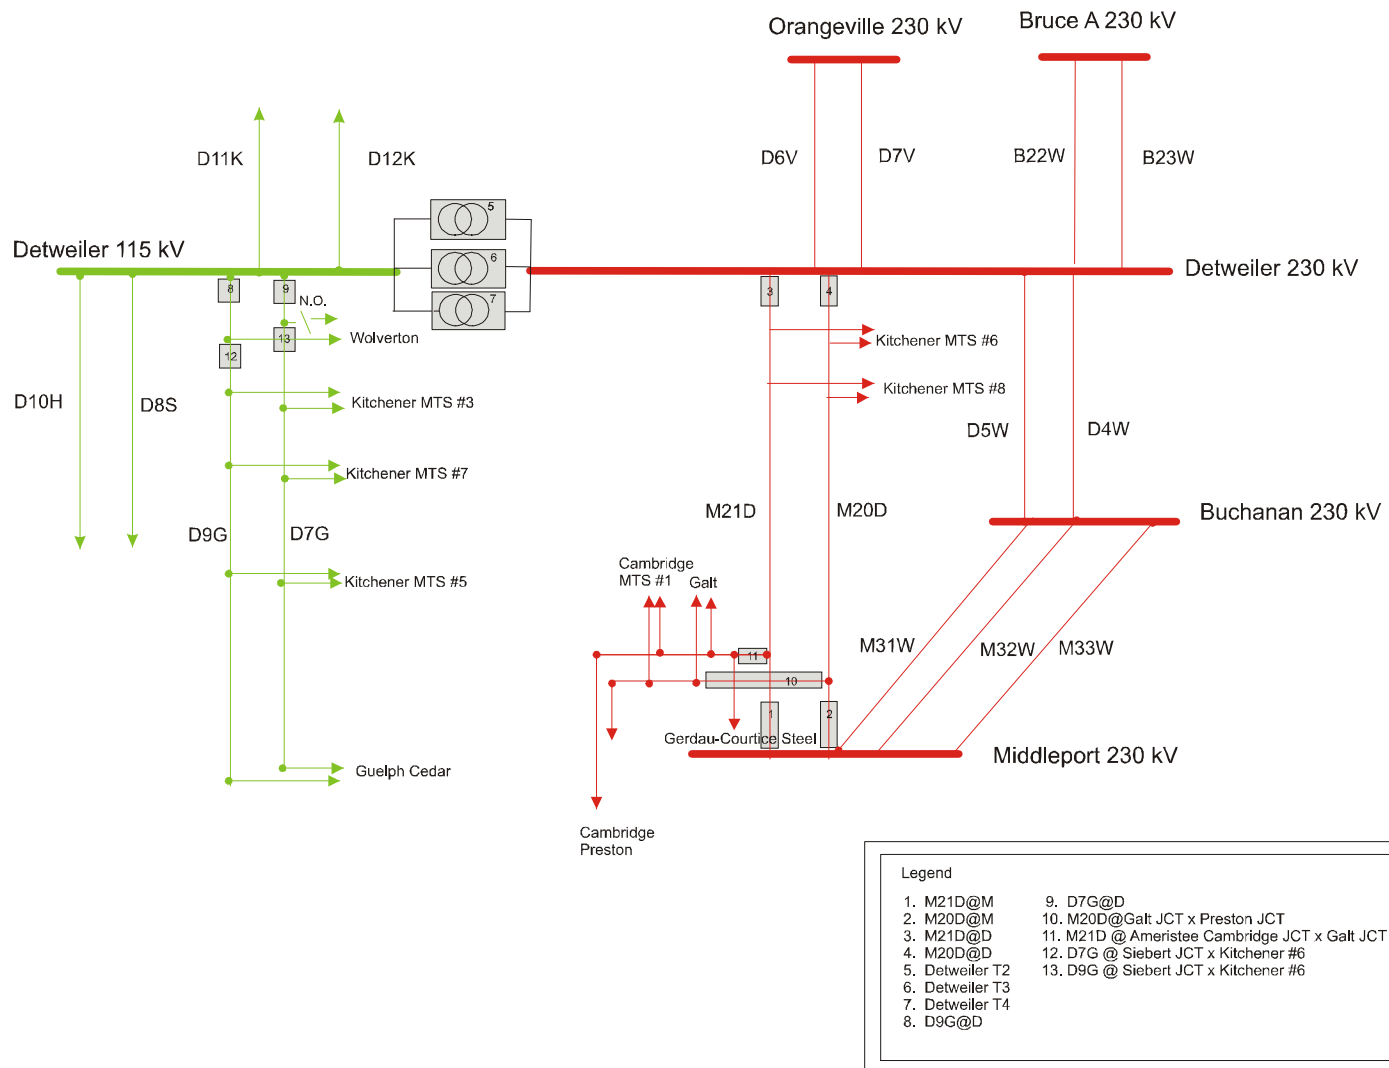 Orangeville 230 kV
Bruce A 230 kV
D11K
D12K
D6V
D7V
B22W
B23W
5
6
7
Detweiler 115 kV
Detweiler 230 kV
8
9
3
4
N.O.
13
Wolverton
12
Kitchener MTS #6
Kitchener MTS #8
D10H
D8S
Kitchener MTS #3
D5W
D4W
Kitchener MTS #7
D9G
D7G
M21D
M20D
Buchanan 230 kV
Cambridge
MTS #1
Galt
Kitchener MTS #5
M31W
M32W
M33W
11
10
1
2
Gerdau-Courtice Steel
Middleport 230 kV
Guelph Cedar
Cambridge
Preston
Legend
1. M21D@M
2. M20D@M
3. M21D@D
4. M20D@D
5. Detweiler T2
6. Detweiler T3
7. Detweiler T4
8. D9G@D
9. D7G@D
10. M20D@Galt JCT x Preston JCT
11. M21D @ Ameristee Cambridge JCT x Galt JCT
12. D7G @ Siebert JCT x Kitchener #6
13. D9G @ Siebert JCT x Kitchener #6